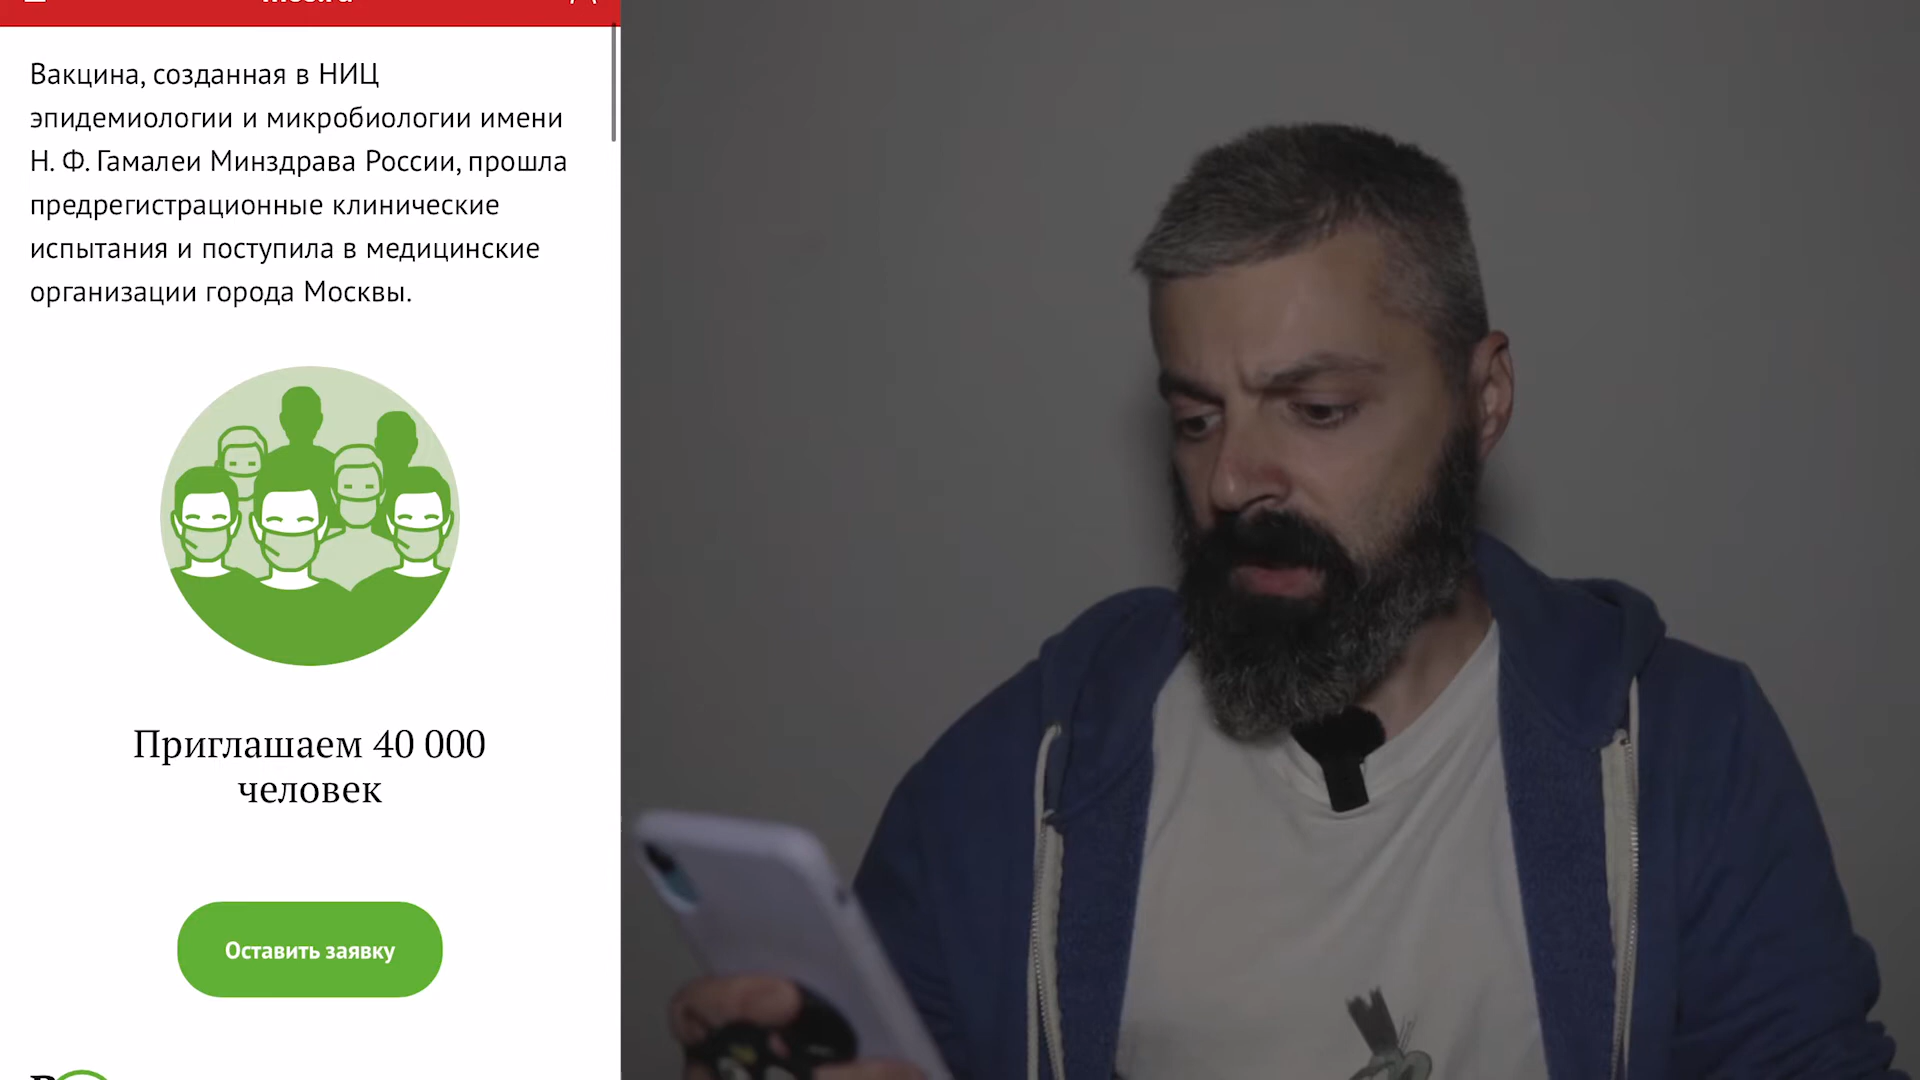 Вакцина, созданная в НИЦ
эпидемиологии и микробиологии имени
Н. Ф. Гамалеи Минздрава России, прошла
предрегистрационные клинические
испытания и поступила в медицинские
организации города Москвы.
Приглашаем 40 000
человек
Оставить заявку